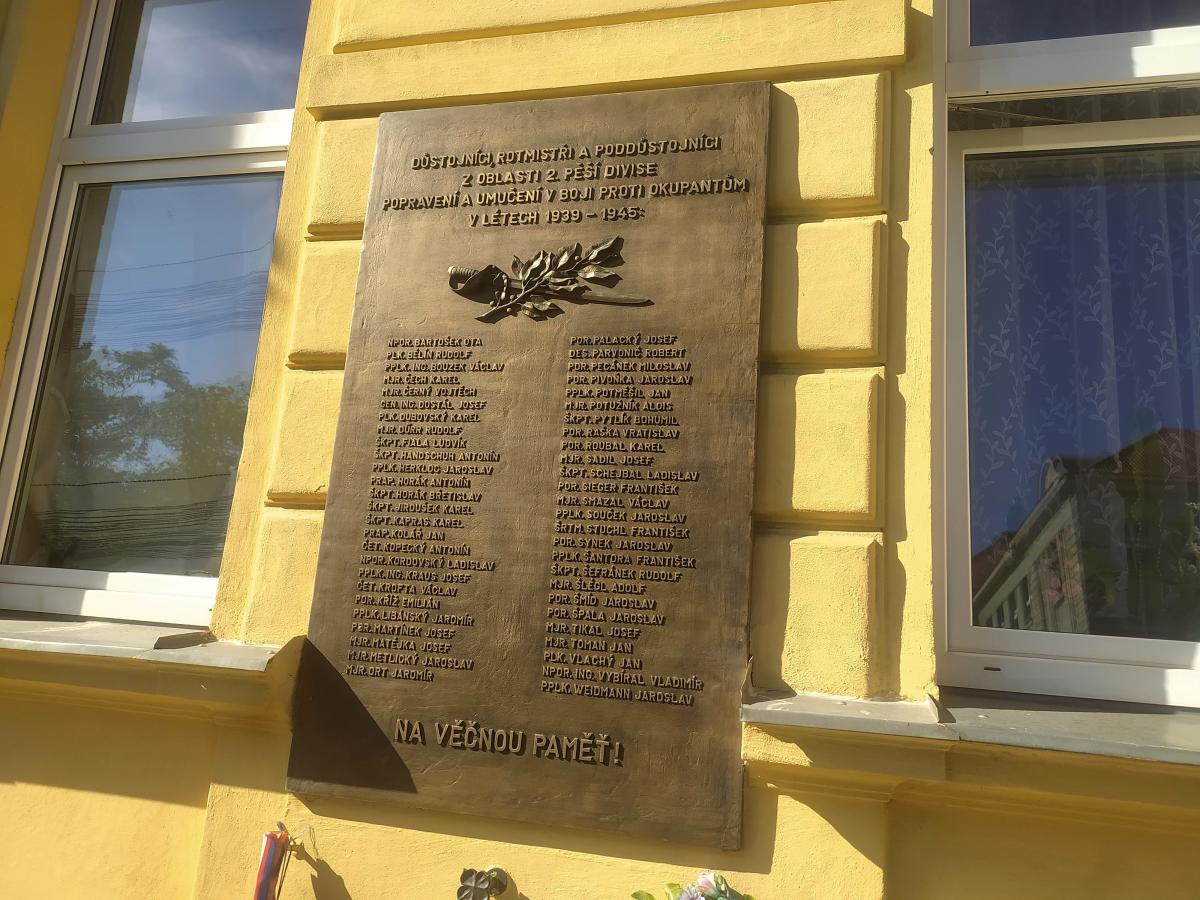 DŮSTOJNÍCI, ROTMISTŘI A PODDŮSTOJNÍCI
Z OBLASTI 2. PĚŠÍ DIVISE
POPRAVENÍ A UMUČENÍ V BOJI PROTI OKUPANTŮM
V LÉTECH 1939 – 1945:
NPOR. BARTOŠEK OTA
PLK. BĚLÍN RUDOLF
PPLK. ING. BOUZEK VÁCLAV
MJR. ČECH KAREL
MJR. ČERNÝ VOJTĚCH
GEN. ING. DOSTÁL JOSEF
PLK. DUBOVSKÝ KAREL
MJR. DÜRR RUDOLF
ŠKPT. FIALA LUDVÍK
ŠKPT. HANDSCHUH ANTONÍN
PPLK. HERKLOC JAROSLAV
PRAP. HORÁK ANTONÍN
ŠKPT. HORÁK BŘETISLAV
ŠKPT. JIROUŠEK KAREL
ŠKPT. KAPRAS KAREL
PRAP. KOLÁŘ JAN
ČET. KOPECKÝ ANTONÍN
NPOR. KORDOVSKÝ LADISLAV
PPLK. ING. KRAUS JOSEF
ČET. KROFTA VÁCLAV
POR. KŘÍŽ EMILIÁN
PPLK. LIBÁNSKÝ JAROMÍR
PER. MARTÍNEK JOSEF
MJR. MATĚJKA JOSEF
MJR. METLICKÝ JAROSLAV
MJR. ORT JAROMÍR
POR. PALACKÝ JOSEF
DES. PARVONIČ ROBERT
POR. PECÁNEK MILOSLAV
POR. PIVOŇKA JAROSLAV
PPLK. POTMĚŠIL JAN
MJR. POTUŽNÍK ALOIS
ŠKPT. PYTLÍK BOHUMIL
POR. RAŠKA VRATISLAV
POR. ROUBAL KAREL
MJR. SADIL JOSEF
ŠKPT. SCHEJBAL LADISLAV
POR. SIEGER FRANTIŠEK
MJR. SMAZAL VÁCLAV
PPLK. SOUČEK JAROSLAV
ŠRTM. STUCHL FRANTIŠEK
POR. SYNEK JAROSLAV
PPLK. ŠANTORA FRANTIŠEK
ŠKPT. ŠEFRÁNEK RUDOLF
MJR. ŠLÉGL ADOLF
POR. ŠMÍD JAROSLAV
POR. ŠPALA JAROSLAV
MJR. TIKAL JOSEF
MJR. TOMAN JAN
PLK. VLACHÝ JAN
NPOR. ING. VYBÍRAL VLADIMÍR
PPLK. WEIDMANN JAROSLAV
NA VĚČNOU PAMĚŤ!